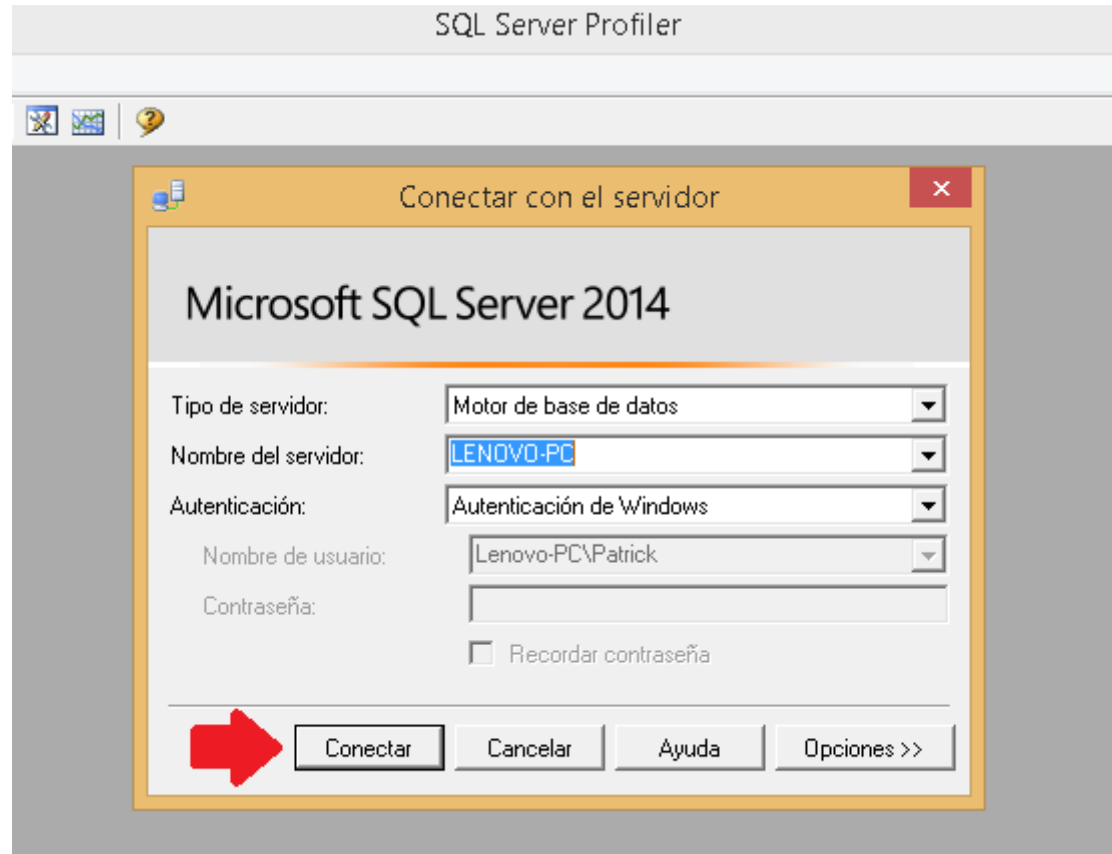 SQL Server Profiler
Conectar con el servidor
Microsoft SQL Server 2014
Tipo de servidor: Motor de base de datos
Nombre del servidor: LENOVO-PC
Autenticación: Autenticación de Windows
Nombre de usuario: Lenovo-PC\Patrick
Contraseña:
Recordar contraseña
Conectar Cancelar Ayuda Opciones >>